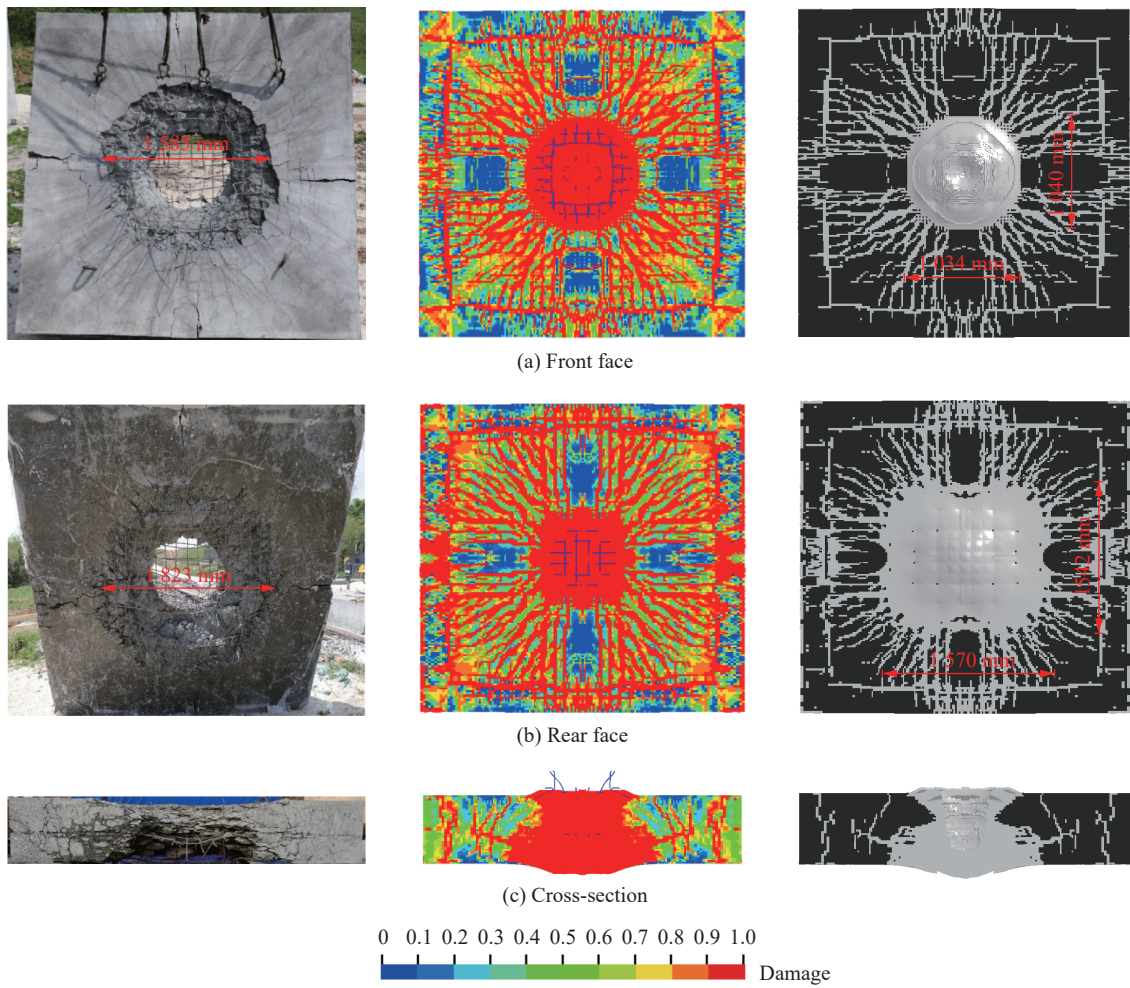 1 585 mm
1 040 mm
1 034 mm
(a) Front face
1 823 mm
1542 mm
1 570 mm
(b) Rear face
(c) Cross-section
0 0.1 0.2 0.3 0.4 0.5 0.6 0.7 0.8 0.9 1.0
Damage